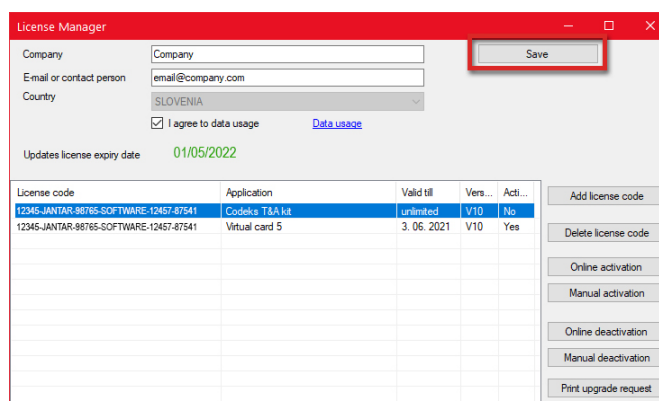 License Manager
Company Company Save
E-mail or contact person email@company.com
Country SLOVENIA
I agree to data usage Data usage
Updates license expiry date 01/05/2022
License code Application Valid till Vers... Acti...
12345-JANTAR-98765-SOFTWARE-12457-87541 Codeks T&A kit unlimited V10 No
12345-JANTAR-98765-SOFTWARE-12457-87541 Virtual card 5 3. 06. 2021 V10 Yes
Add license code
Delete license code
Online activation
Manual activation
Online deactivation
Manual deactivation
Print upgrade request